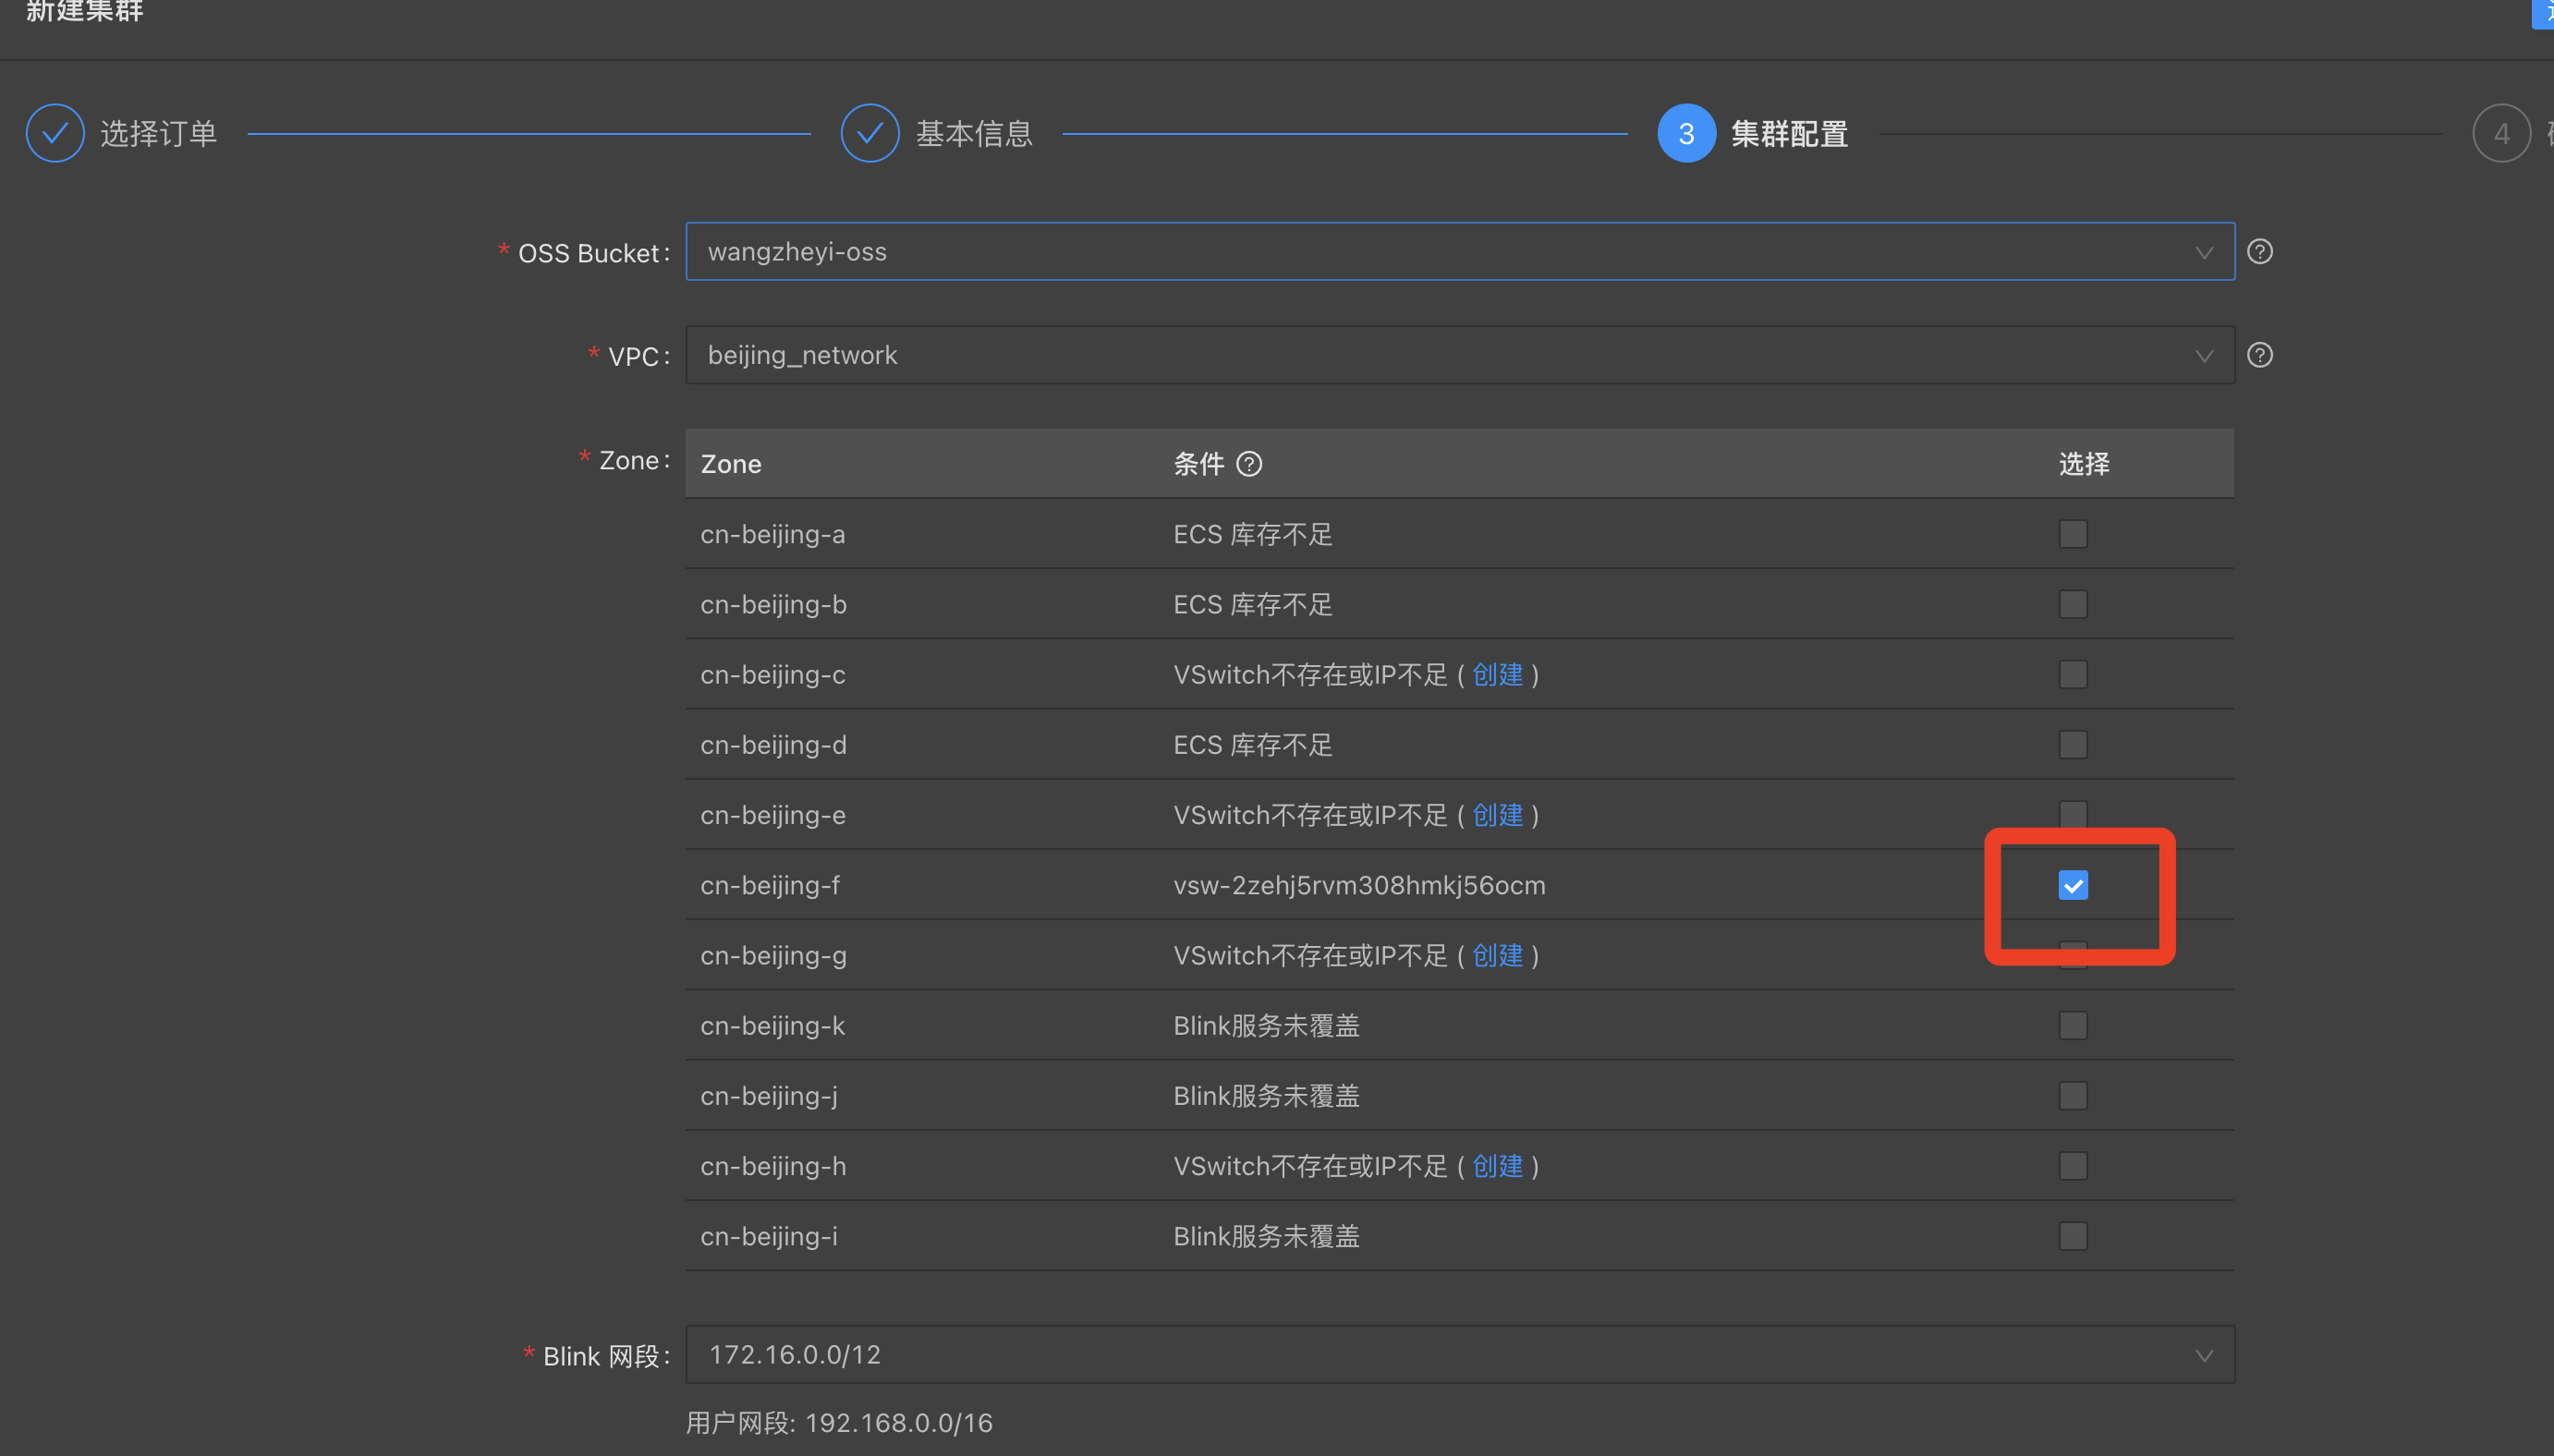 新建集群
选择订单
基本信息
3 集群配置
4
* OSS Bucket: wangzheyi-oss
* VPC: beijing_network
* Zone: Zone 条件 选择
cn-beijing-a ECS 库存不足
cn-beijing-b ECS 库存不足
cn-beijing-c VSwitch不存在或IP不足 ( 创建 )
cn-beijing-d ECS 库存不足
cn-beijing-e VSwitch不存在或IP不足 ( 创建 )
cn-beijing-f vsw-2zehj5rvm308hmkj56ocm
cn-beijing-g VSwitch不存在或IP不足 ( 创建 )
cn-beijing-k Blink服务未覆盖
cn-beijing-j Blink服务未覆盖
cn-beijing-h VSwitch不存在或IP不足 ( 创建 )
cn-beijing-i Blink服务未覆盖
* Blink 网段: 172.16.0.0/12
用户网段: 192.168.0.0/16